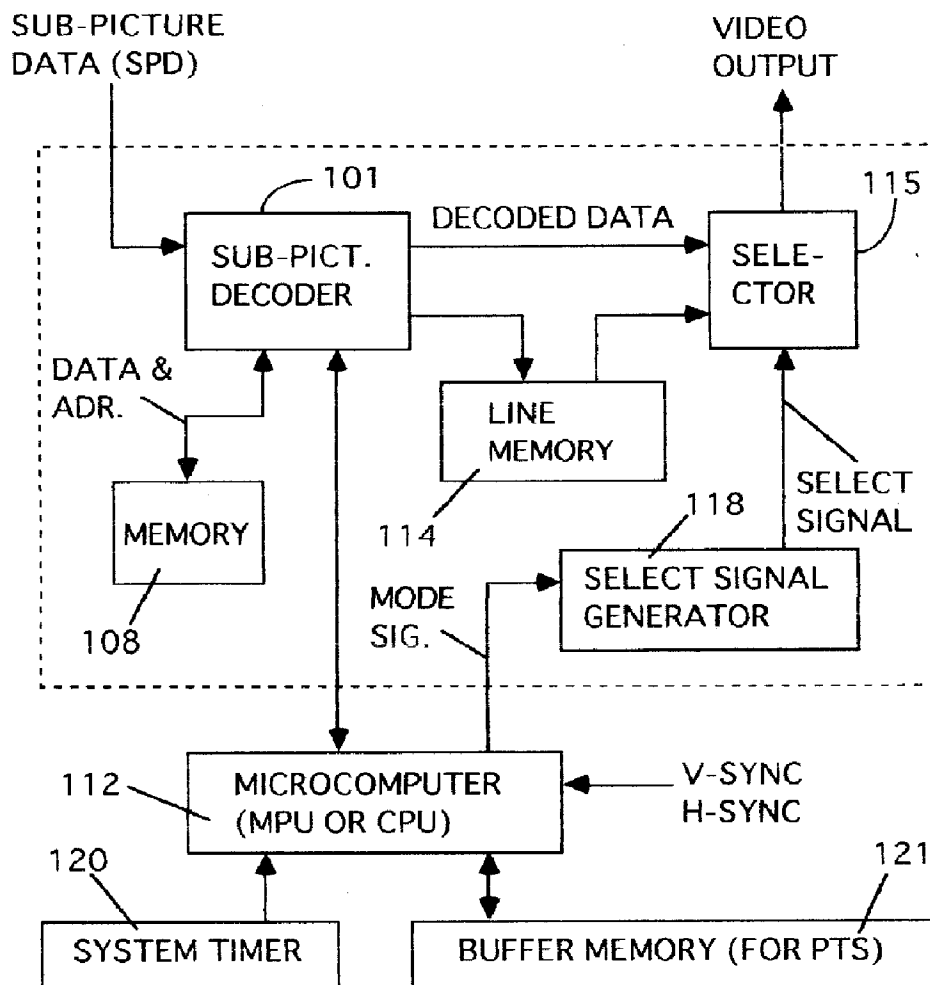 SUB-PICTURE
DATA (SPD)
VIDEO
OUTPUT
101
115
DECODED DATA
SUB-PICT.
DECODER
SELE-
CTOR
DATA &
ADR.
LINE
MEMORY
SELECT
SIGNAL
MEMORY
114
118
MODE
SIG.
SELECT SIGNAL
GENERATOR
108
112
MICROCOMPUTER
(MPU OR CPU)
V-SYNC
H-SYNC
120
121
SYSTEM TIMER
BUFFER MEMORY (FOR PTS)